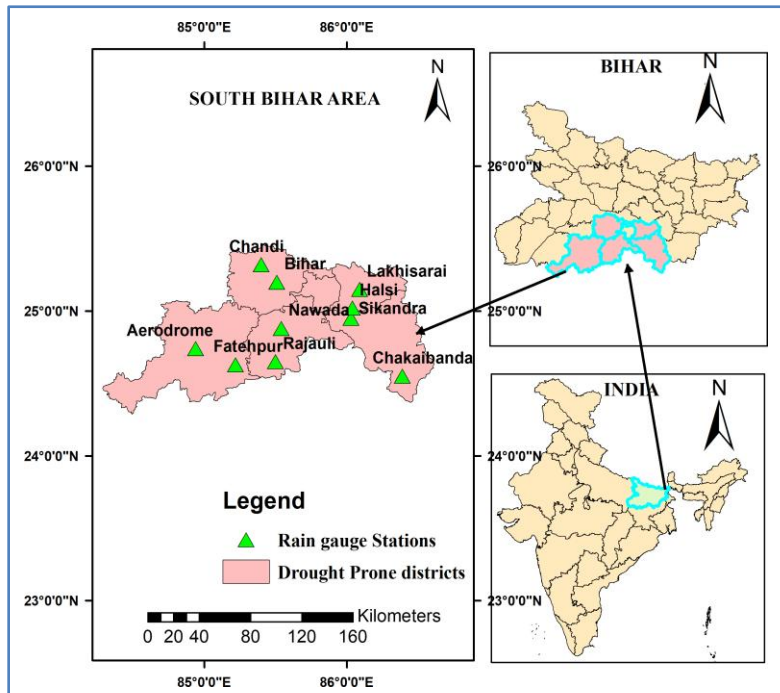 85°0'0"E 86°0'0"E
N
SOUTH BIHAR AREA
26°0'0"N
25°0'0"N
24°0'0"N
23°0'0"N
Chandi
Bihar
Lakhisarai
Halsi
Sikandra
Nawada
Aerodrome
Fatehpur
Rajauli
Chakaibanda
Legend
Rain gauge Stations
Drought Prone districts
Kilometers
0 20 40 80 120 160
85°0'0"E 86°0'0"E
BIHAR
N
26°0'0"N
25°0'0"N
INDIA
N
24°0'0"N
23°0'0"N